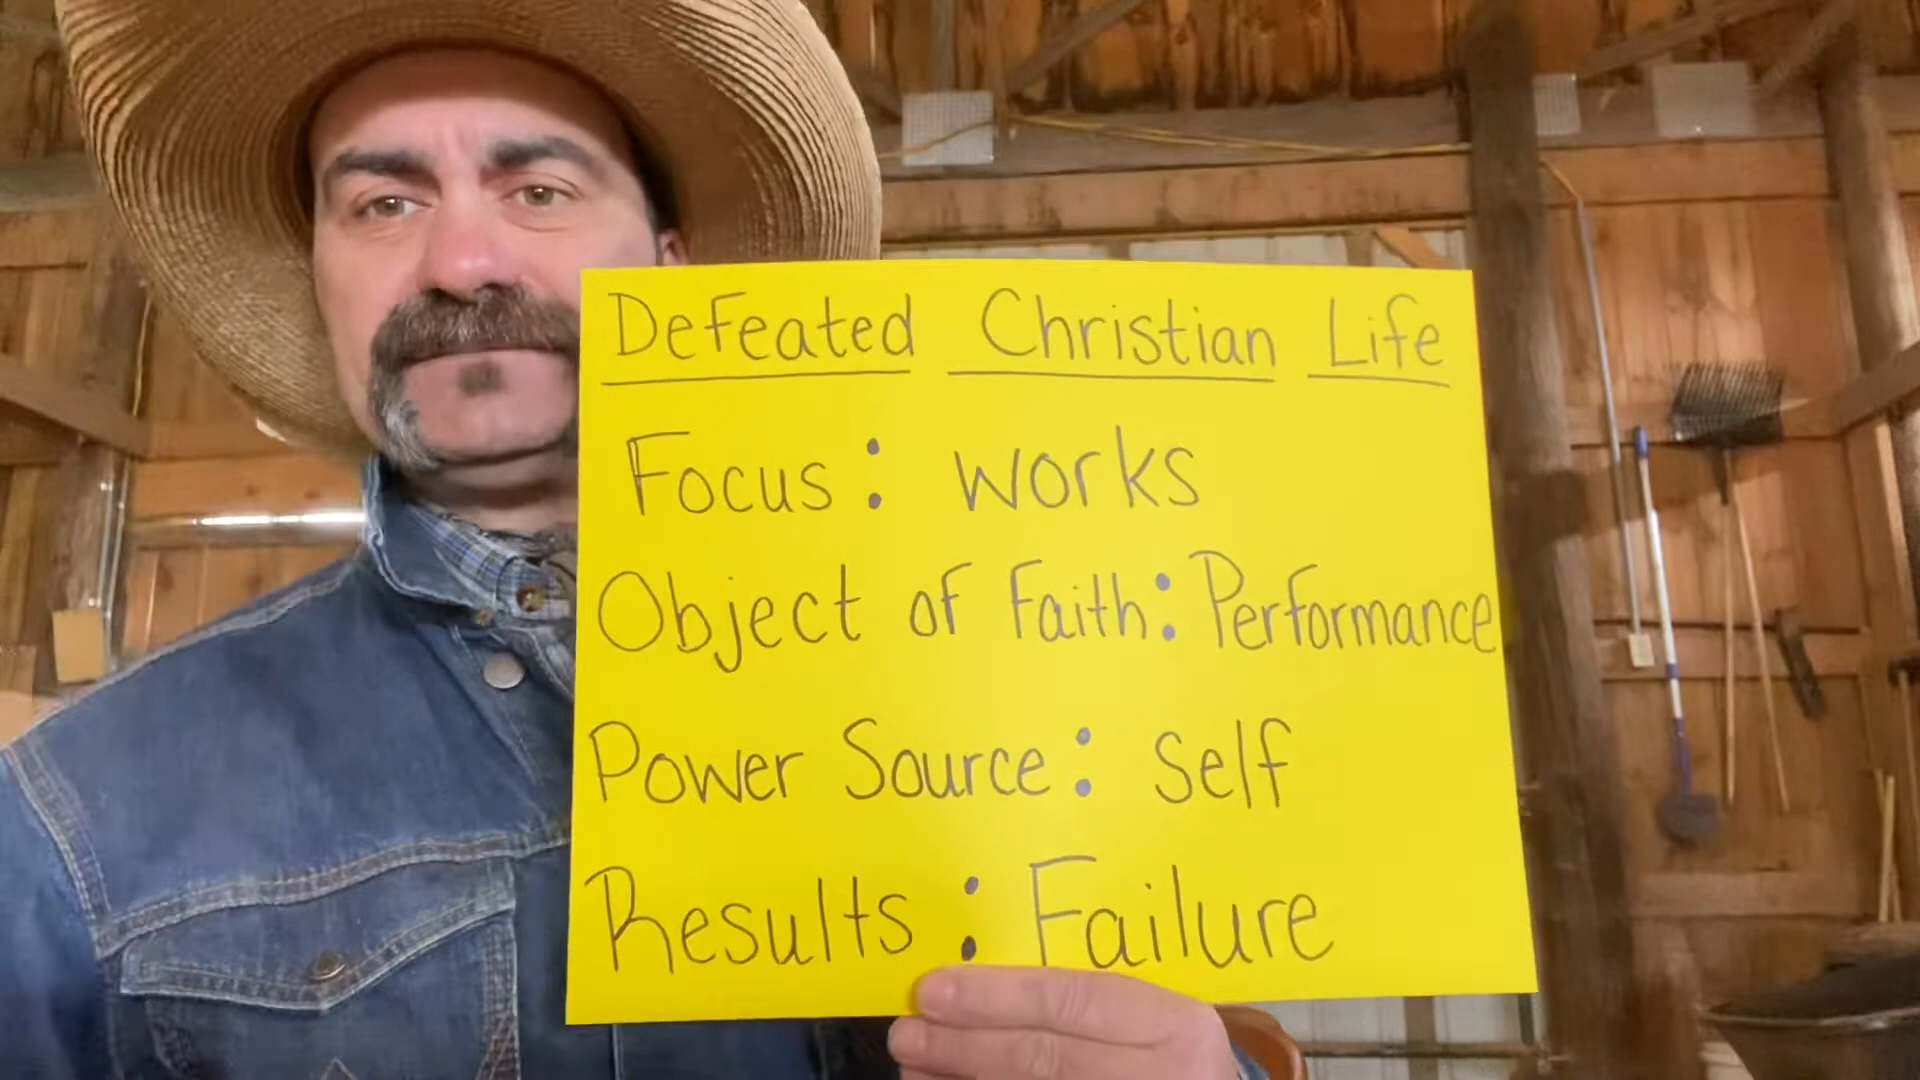 Defeated Christian Life
Focus: works
Object of Faith: Performance
Power Source: Self
Results: Failure